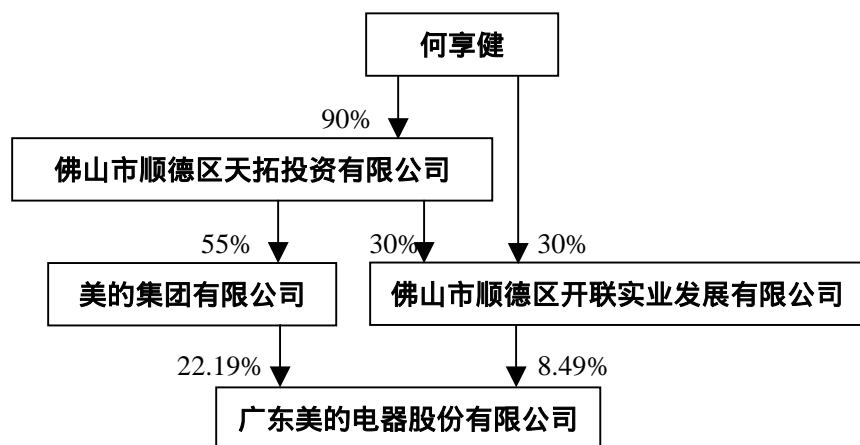 何享健
90%
佛山市顺德区天拓投资有限公司
55%
30%
30%
美的集团有限公司
佛山市顺德区开联实业发展有限公司
22.19%
8.49%
广东美的电器股份有限公司